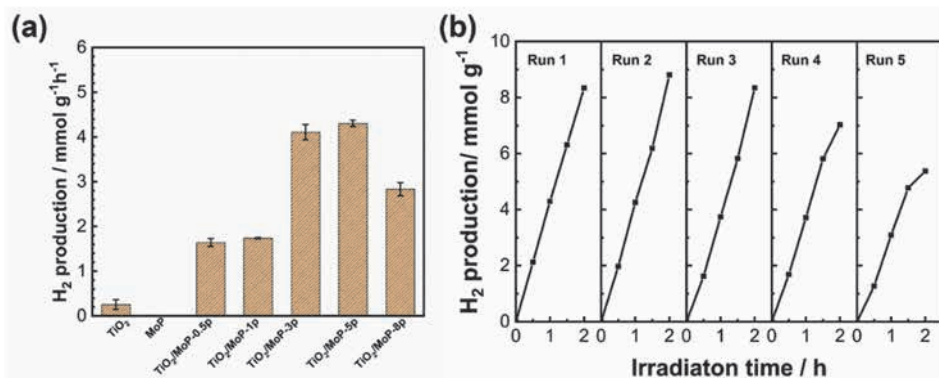 (a)
H₂ production / mmol g⁻¹h⁻¹
6
5
4
3
2
1
0
TiO₂
MoP
TiO₂/MoP-0.5p
TiO₂/MoP-1p
TiO₂/MoP-3p
TiO₂/MoP-5p
TiO₂/MoP-8p
(b)
H₂ production/ mmol g⁻¹
10
8
6
4
2
0
Run 1
Run 2
Run 3
Run 4
Run 5
0 1 2 0 1 2 0 1 2 0 1 2 0 1 2
Irradiaton time / h